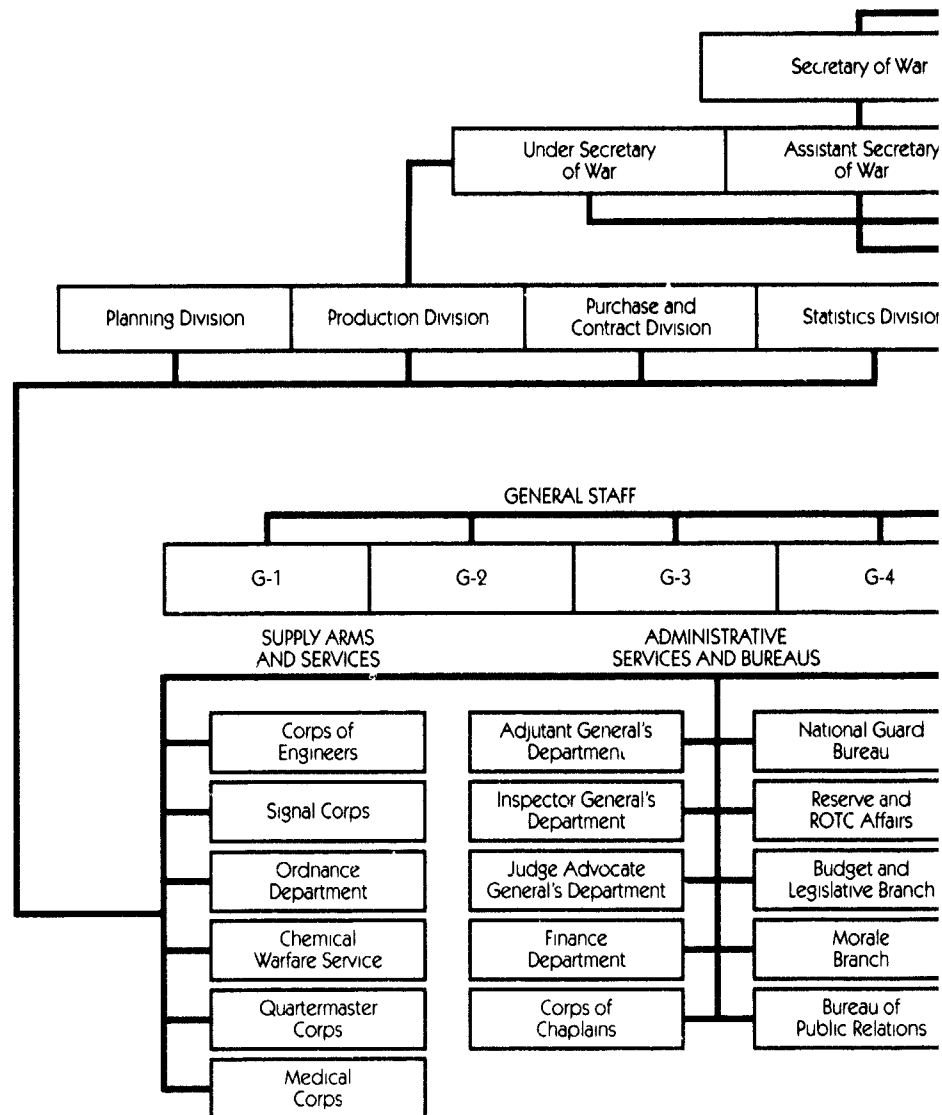 Secretary of War
Under Secretary
of War
Assistant Secretary
of War
Planning Division
Production Division
Purchase and
Contract Division
Statistics Division
GENERAL STAFF
G-1
G-2
G-3
G-4
SUPPLY ARMS
AND SERVICES
ADMINISTRATIVE
SERVICES AND BUREAUS
Corps of
Engineers
Signal Corps
Ordnance
Department
Chemical
Warfare Service
Quartermaster
Corps
Medical
Corps
Adjutant General's
Department
Inspector General's
Department
Judge Advocate
General's Department
Finance
Department
Corps of
Chaplains
National Guard
Bureau
Reserve and
ROTC Affairs
Budget and
Legislative Branch
Morale
Branch
Bureau of
Public Relations